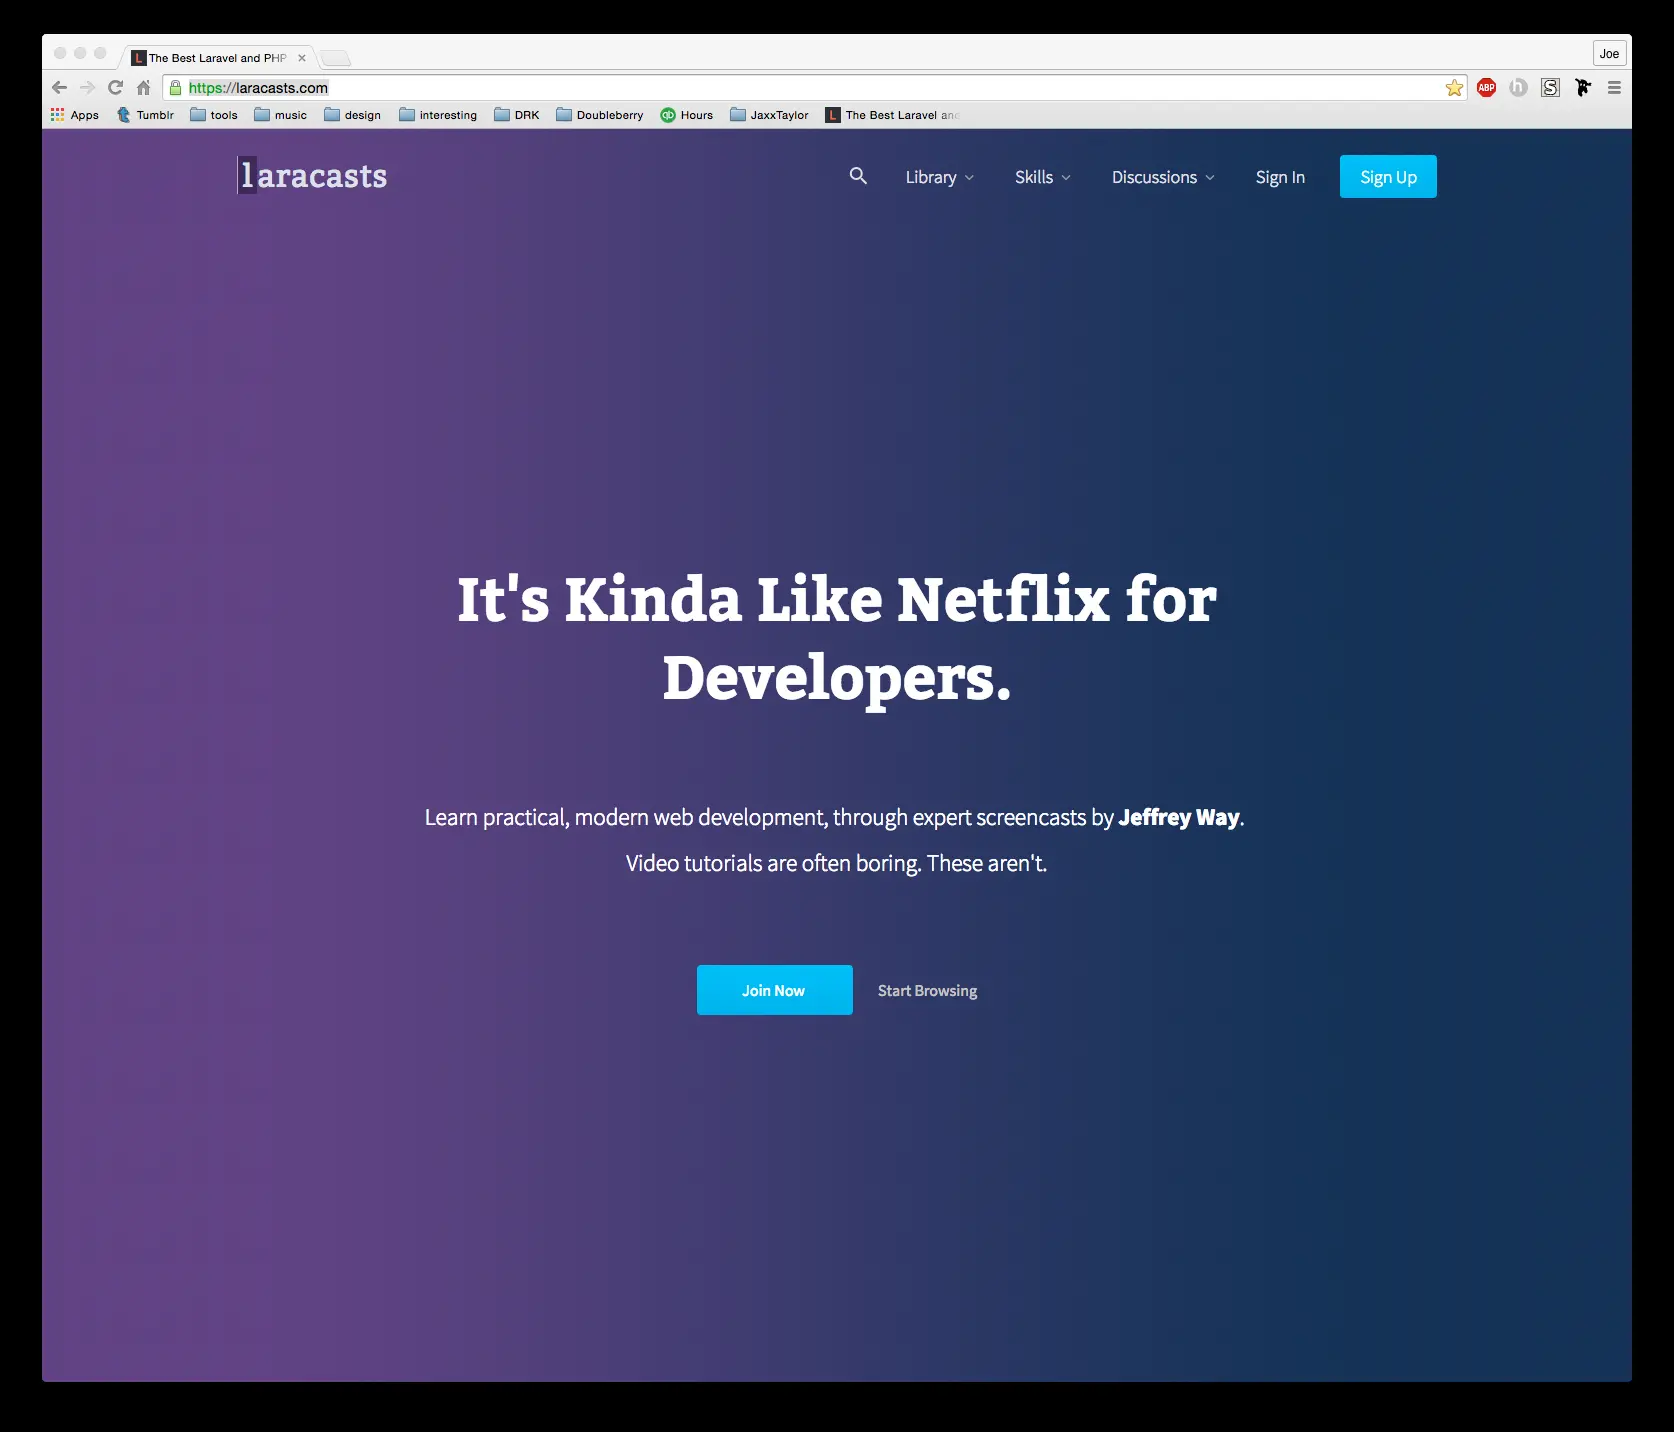 The Best Laravel and PHP
Joe
https://laracasts.com
ABP
h
S
Apps
Tumblr
tools
music
design
interesting
DRK
Doubleberry
qb
Hours
JaxxTaylor
L
The Best Laravel and
laracasts
Library
Skills
Discussions
Sign In
Sign Up
It's Kinda Like Netflix for
Developers.
Learn practical, modern web development, through expert screencasts by Jeffrey Way.
Video tutorials are often boring. These aren't.
Join Now
Start Browsing